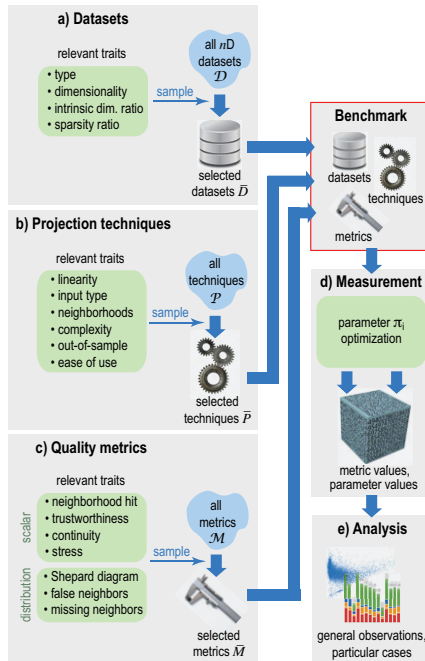 a) Datasets
relevant traits
• type
• dimensionality
• intrinsic dim. ratio
• sparsity ratio
sample
all nD
datasets
𝒟
selected
datasets D̄
b) Projection techniques
relevant traits
• linearity
• input type
• neighborhoods
• complexity
• out-of-sample
• ease of use
sample
all
techniques
𝒫
selected
techniques P̄
c) Quality metrics
relevant traits
scalar
• neighborhood hit
• trustworthiness
• continuity
• stress
distribution
• Shepard diagram
• false neighbors
• missing neighbors
sample
all
metrics
ℳ
selected
metrics M̄
Benchmark
datasets
techniques
metrics
d) Measurement
parameter πi
optimization
metric values,
parameter values
e) Analysis
general observations,
particular cases